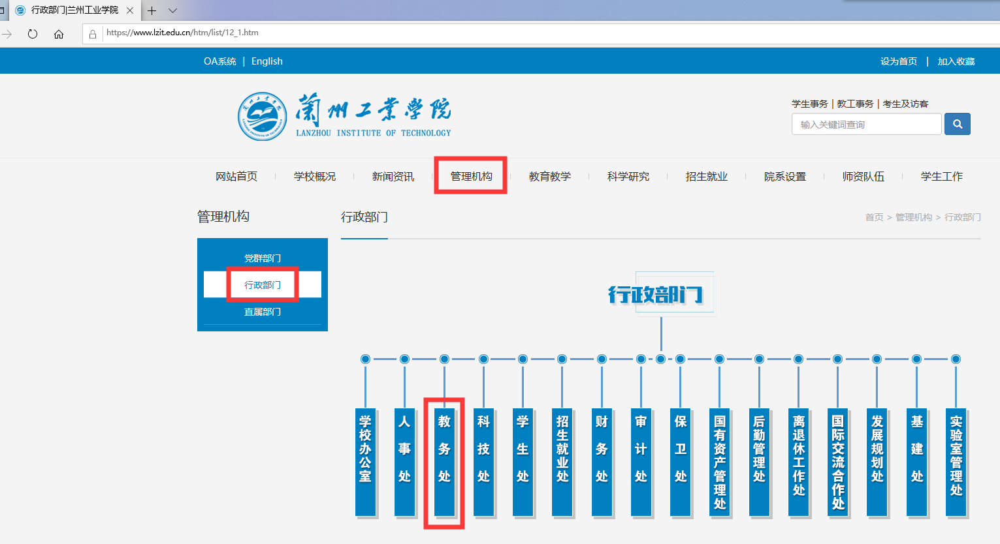 行政部门|兰州工业学院
https://www.lzit.edu.cn/htm/list/12_1.htm
OA系统 | English
设为首页 | 加入收藏
兰州工业学院
LANZHOU INSTITUTE OF TECHNOLOGY
学生事务 | 教工事务 | 考生及访客
输入关键词查询
网站首页 学校概况 新闻资讯 管理机构 教育教学 科学研究 招生就业 院系设置 师资队伍 学生工作
管理机构
党群部门
行政部门
直属部门
行政部门
首页 > 管理机构 > 行政部门
行政部门
学校办公室
人事处
教务处
科技处
学生处
招生就业处
财务处
审计处
保卫处
国有资产管理处
后勤管理处
离退休工作处
国际交流合作处
发展规划处
基建处
实验室管理处